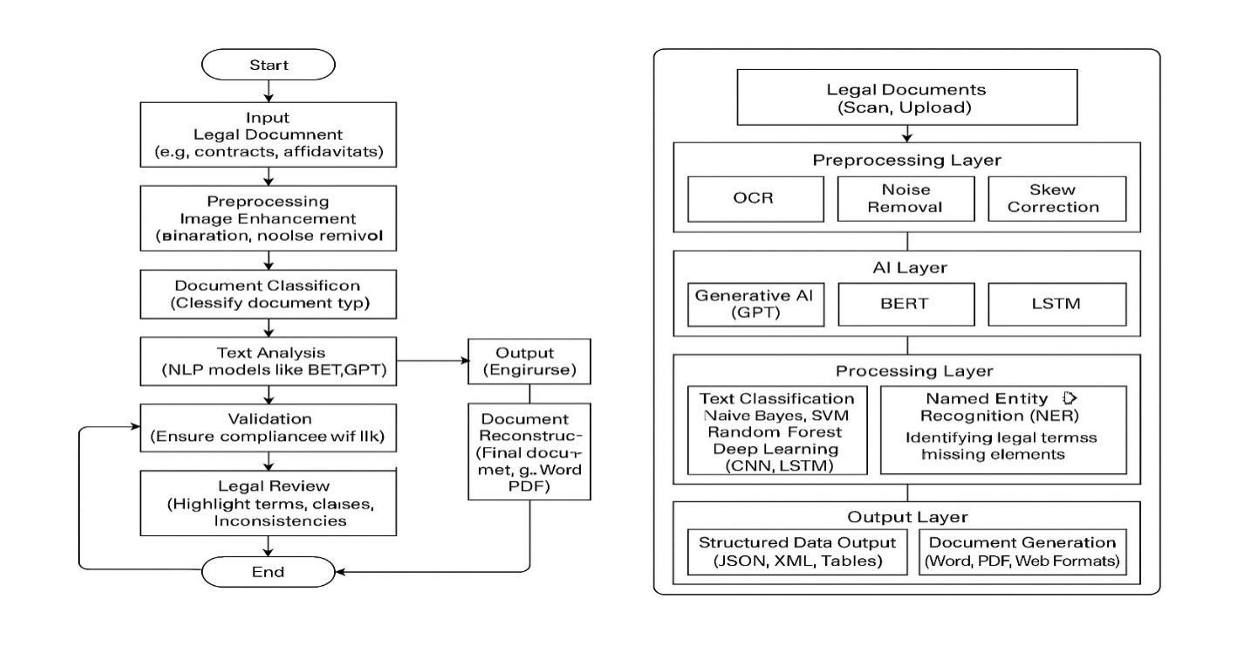 Start
Input
Legal Documnent
(e.g, contracts, affidavitats)
Preprocessing
Image Enhancement
(Binaration, noolse remivol
Document Classificon
(Clessify document typ)
Text Analysis
(NLP models like BET,GPT)
Validation
(Ensure compliancee wif llk)
Legal Review
(Highlight terms, claises,
Inconsistencies
End
Output
(Engirurse)
Document
Reconstruc-
(Final docu-
met, g.. Word
PDF)
Legal Documents
(Scan, Upload)
Preprocessing Layer
OCR
Noise
Removal
Skew
Correction
AI Layer
Generative AI
(GPT)
BERT
LSTM
Processing Layer
Text Classification
Naive Bayes, SVM
Random Forest
Deep Learning
(CNN, LSTM)
Named Entity
Recognition (NER)
Identifying legal termss
missing elements
Output Layer
Structured Data Output
(JSON, XML, Tables)
Document Generation
(Word, PDF, Web Formats)